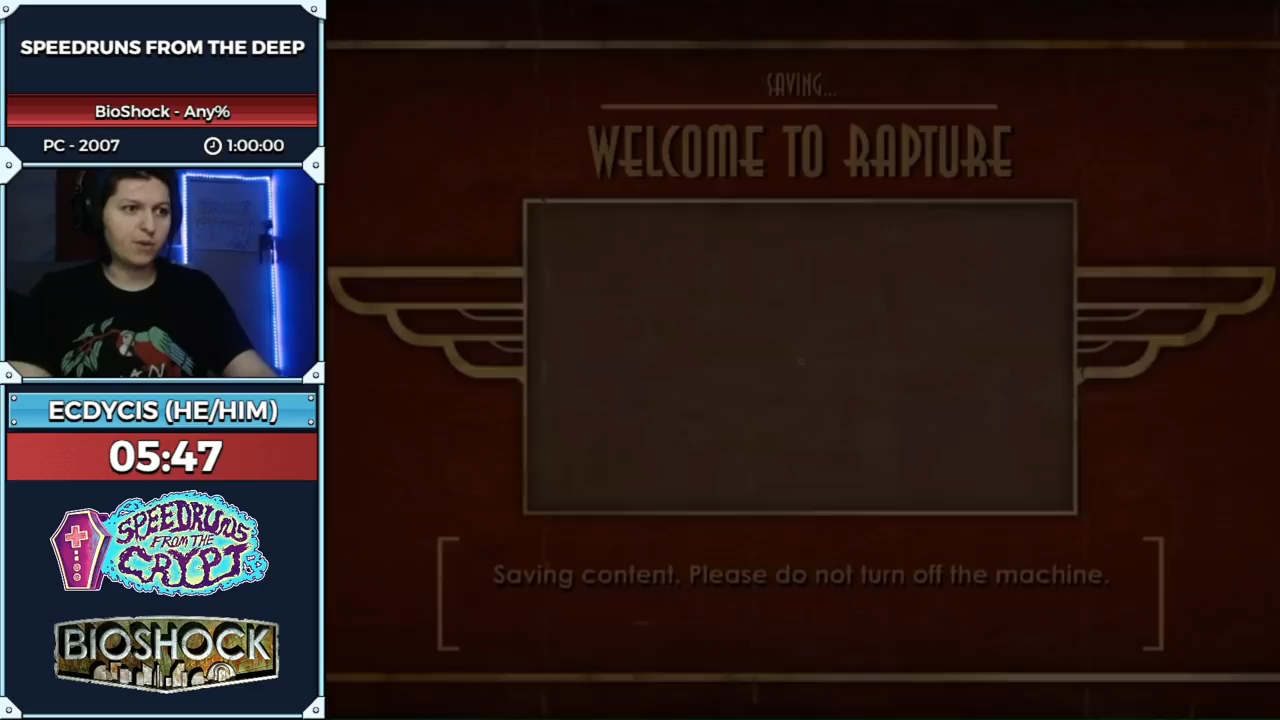 SPEEDRUNS FROM THE DEEP
BioShock - Any%
PC - 2007
1:00:00
ECDYCIS (HE/HIM)
05:47
SPEEDRUNS
FROM THE
CRYPT
BIOSHOCK
SAVING...
WELCOME TO RAPTURE
Saving content. Please do not turn off the machine.